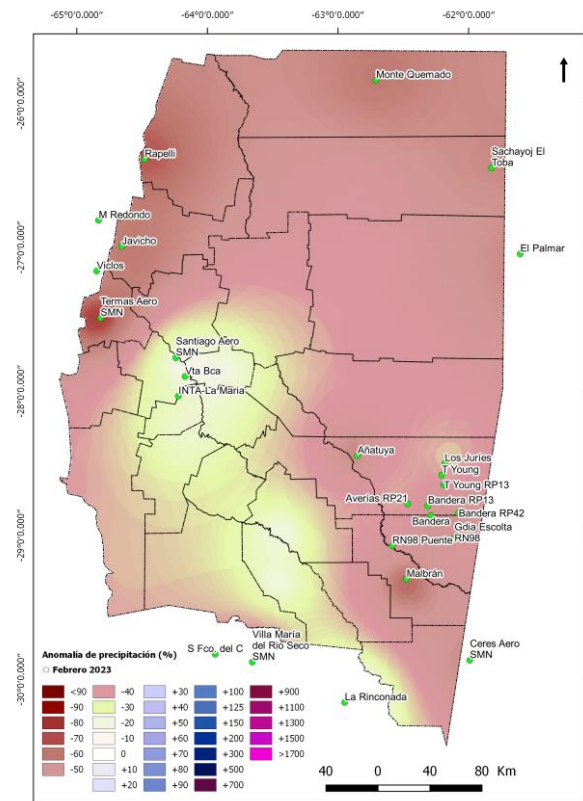 -65°0'0.000"
-64°0'0.000"
-63°0'0.000"
-62°0'0.000"
-26°0'0.000"
-27°0'0.000"
-28°0'0.000"
-29°0'0.000"
-30°0'0.000"
Monte Quemado
Rapelli
Sachayoj El
Toba
M Redondo
Javicho
El Palmar
Viclos
Termas Aero
SMN
Santiago Aero
SMN
Vta Bca
INTA-La Maria
Añatuya
Los Juríes
T Young
T Young RP13
Averías RP21
Bandera RP13
Bandera RP42
Bandera
Gdia Escolta
RN98
RN98 Puente
Malbrán
S Fco. del C
Villa María
del Rio Seco
SMN
Ceres Aero
SMN
La Rinconada
Anomalía de precipitación (%)
Febrero 2023
<90 -40 +30 +100 +900
-90 -30 +40 +125 +1100
-80 -20 +50 +150 +1300
-70 -10 +60 +200 +1500
-60 0 +70 +300 >1700
-50 +10 +80 +500
+20 +90 +700
40 0 40 80 Km